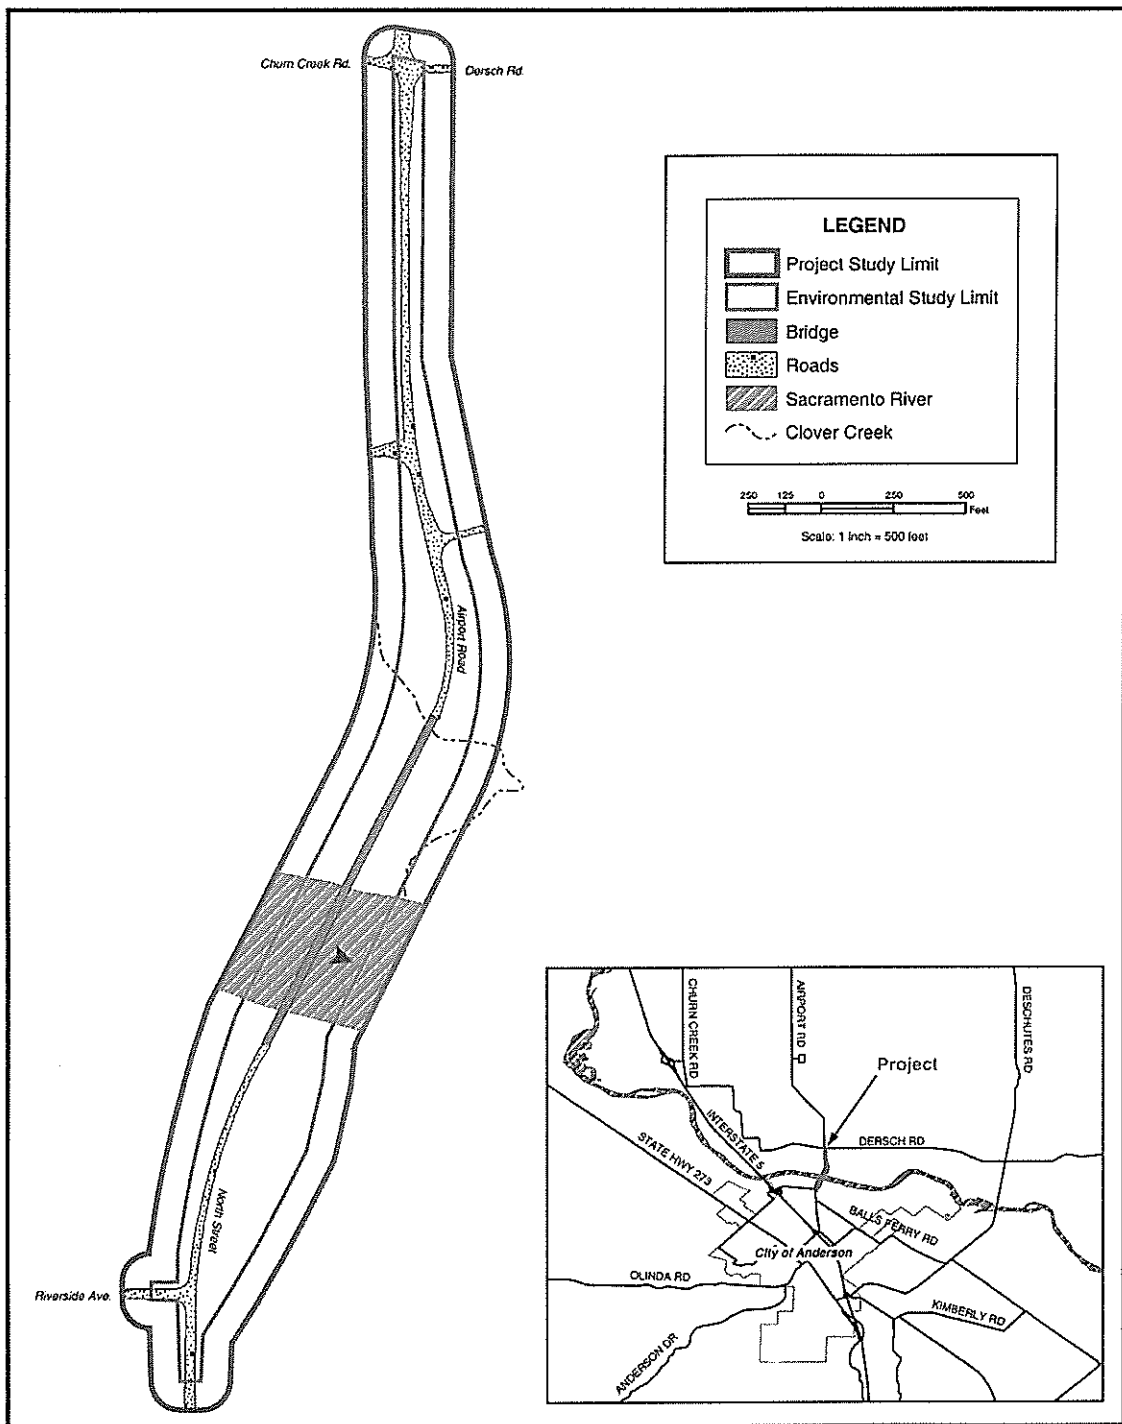 Churn Creek Rd.
Dersch Rd.
LEGEND
Project Study Limit
Environmental Study Limit
Bridge
Roads
Sacramento River
Clover Creek
250 125 0 250 500
Feet
Scale: 1 inch = 500 feet
Airport Road
North Street
Riverside Ave.
CHURN CREEK RD
AIRPORT RD
DESCHUTES RD
Project
INTERSTATE 5
STATE HWY 273
DERSCH RD
BALLS FERRY RD
City of Anderson
OLINDA RD
KIMBERLY RD
ANDERSON DR